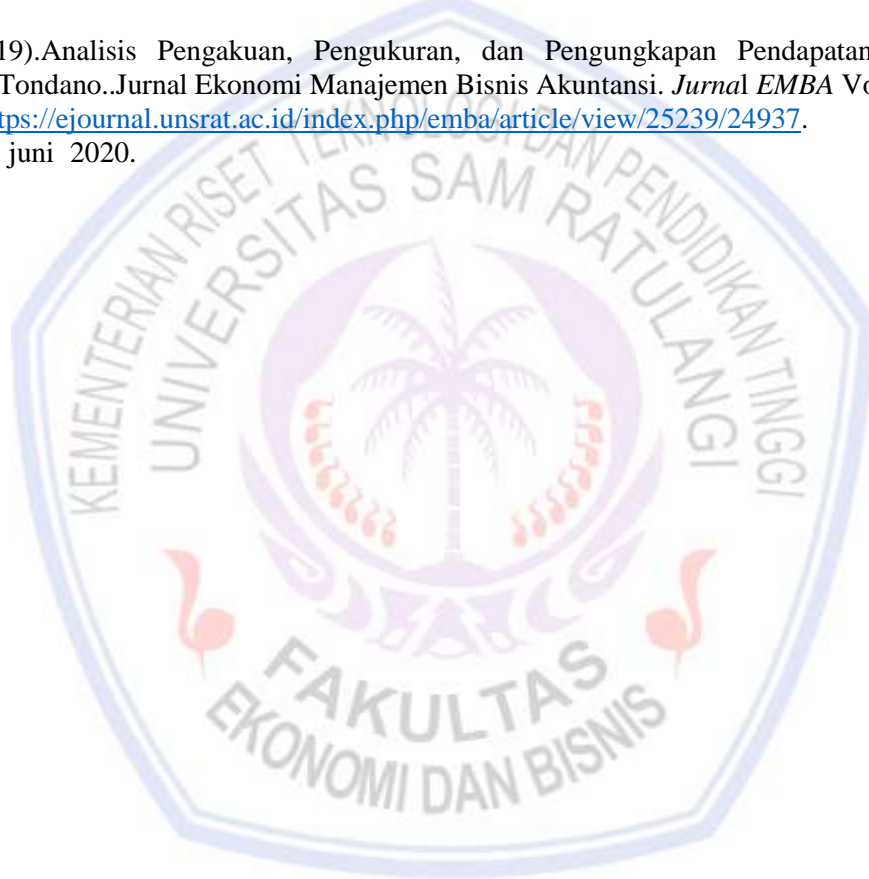 19).Analisis Pengakuan, Pengukuran, dan Pengungkapan Pendapatan
Tondano..Jurnal Ekonomi Manajemen Bisnis Akuntansi. Jurnal EMBA Vo
tps://ejournal.unsrat.ac.id/index.php/emba/article/view/25239/24937.
juni 2020.
KEMENTERIAN RISET TEKNOLOGI DAN PENDIDIKAN TINGGI
UNIVERSITAS SAM RATULANGI
FAKULTAS
EKONOMI DAN BISNIS